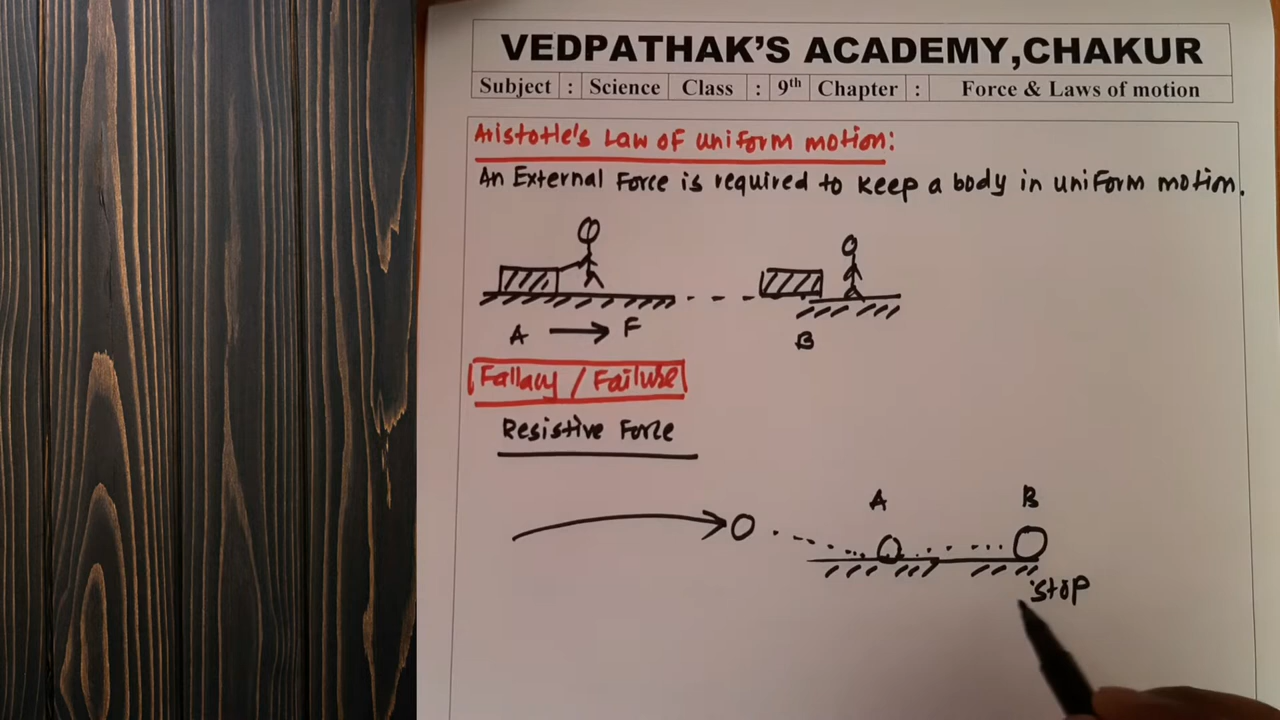 VEDPATHAK'S ACADEMY,CHAKUR
Subject : Science Class : 9th Chapter : Force & Laws of motion
Aristotle's Law of uniform motion:
An External Force is required to keep a body in uniform motion.
A F B
Fallacy / Failure
Resistive Force
A B
Stop